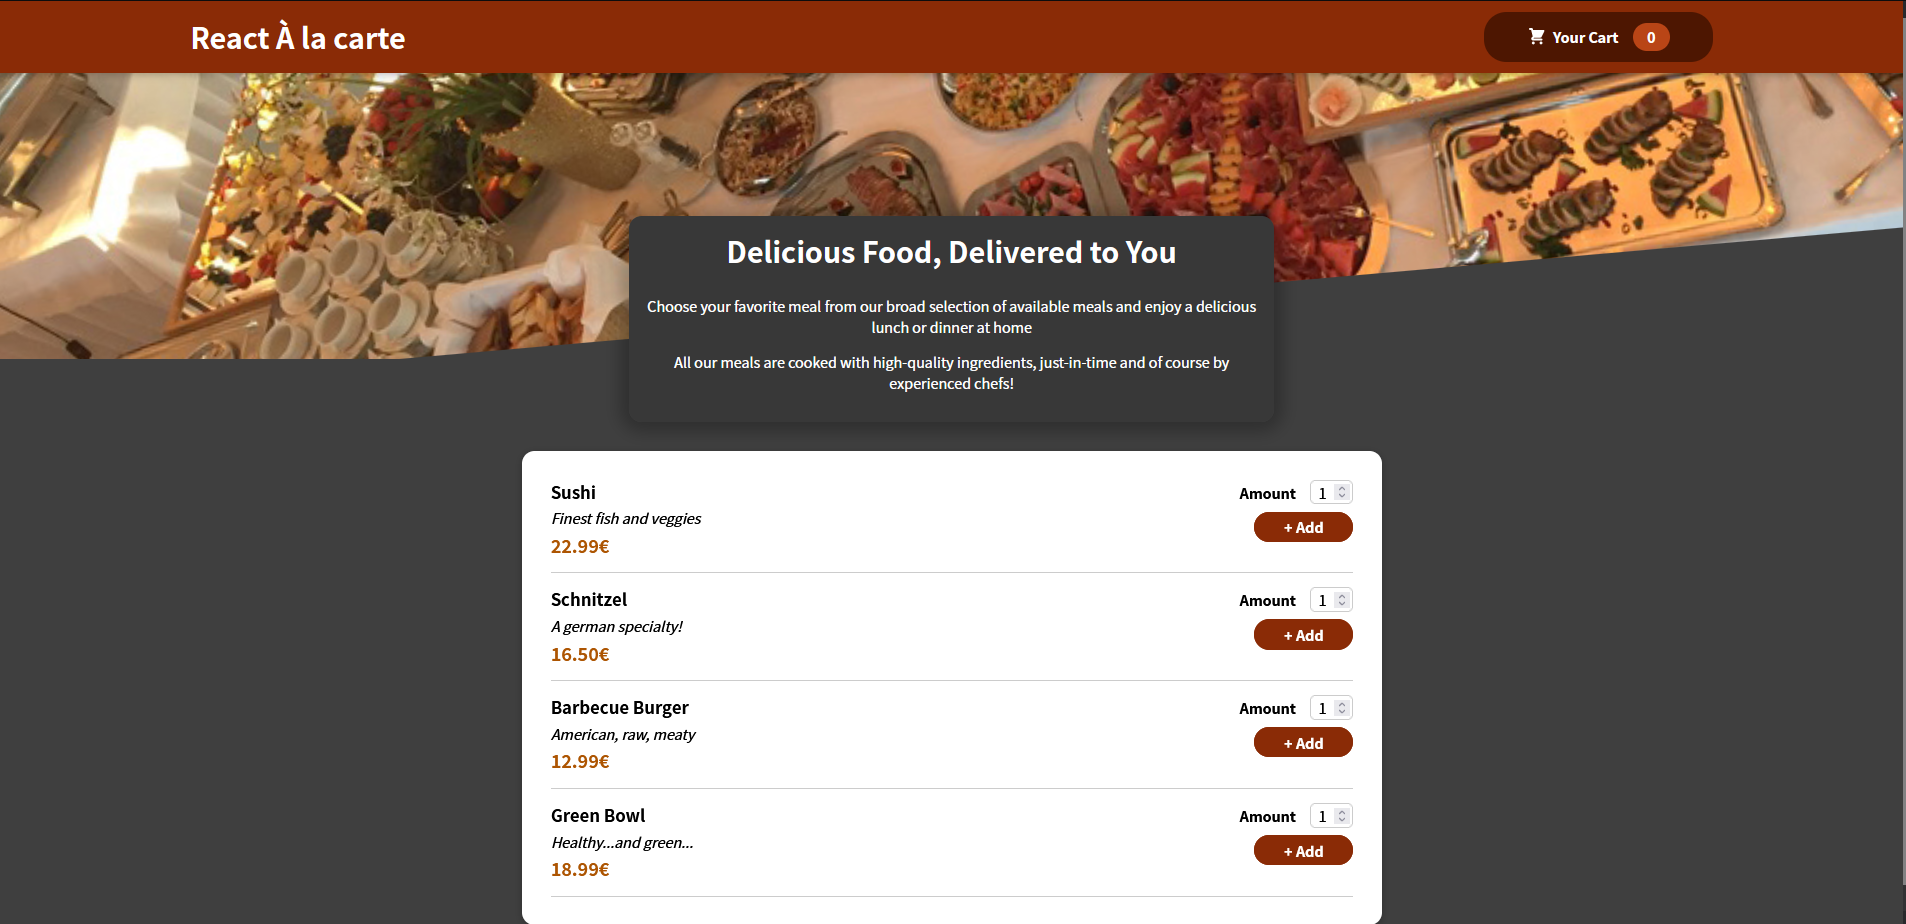 React À la carte
Your Cart 0
Delicious Food, Delivered to You
Choose your favorite meal from our broad selection of available meals and enjoy a delicious
lunch or dinner at home
All our meals are cooked with high-quality ingredients, just-in-time and of course by
experienced chefs!
Sushi
Finest fish and veggies
22.99€
Amount 1
+ Add
Schnitzel
A german specialty!
16.50€
Amount 1
+ Add
Barbecue Burger
American, raw, meaty
12.99€
Amount 1
+ Add
Green Bowl
Healthy...and green...
18.99€
Amount 1
+ Add